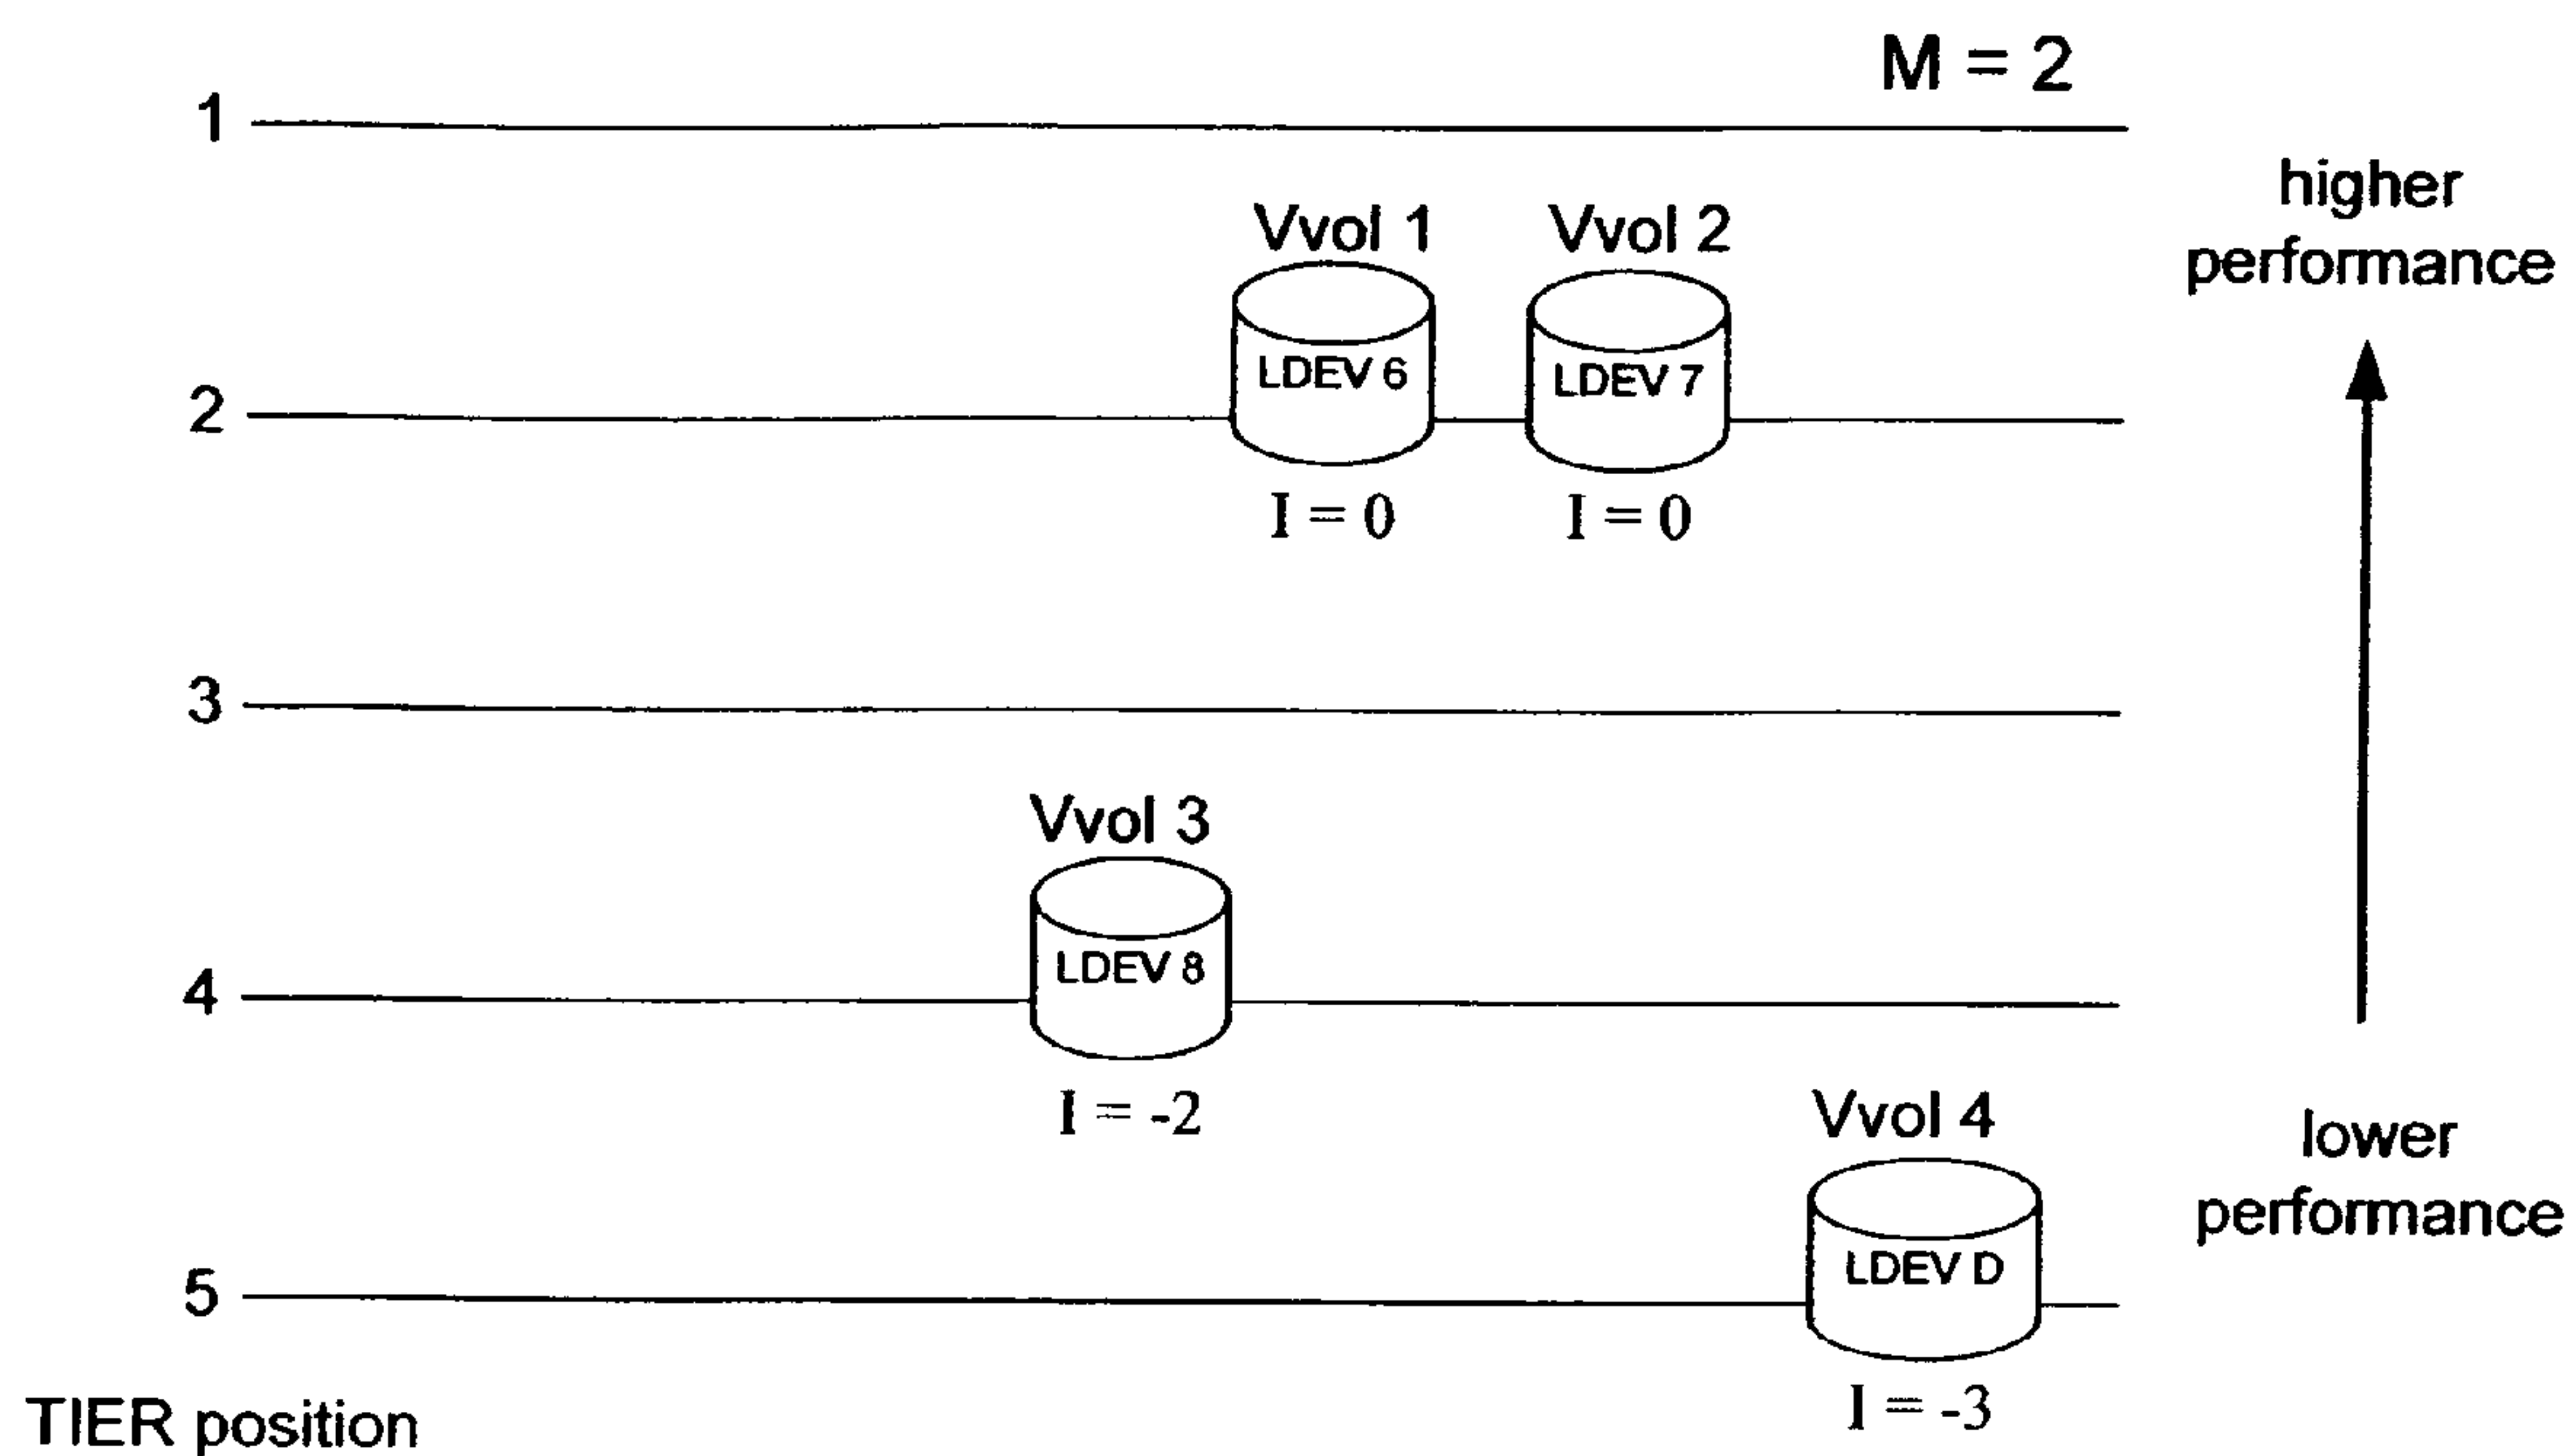 M = 2
1
higher
performance
Vvol 1 Vvol 2
LDEV 6 LDEV 7
2
I = 0 I = 0
3
Vvol 3
LDEV 8
4
I = -2
Vvol 4
lower
performance
LDEV D
5
I = -3
TIER position